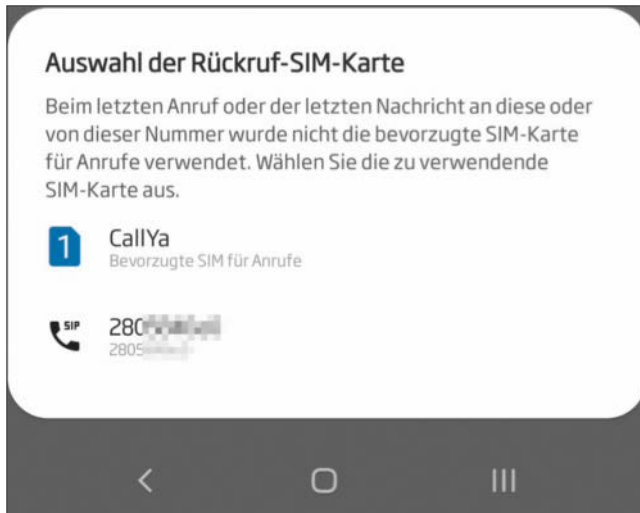 Auswahl der Rückruf-SIM-Karte
Beim letzten Anruf oder der letzten Nachricht an diese oder
von dieser Nummer wurde nicht die bevorzugte SIM-Karte
für Anrufe verwendet. Wählen Sie die zu verwendende
SIM-Karte aus.
1
CallYa
Bevorzugte SIM für Anrufe
SIP